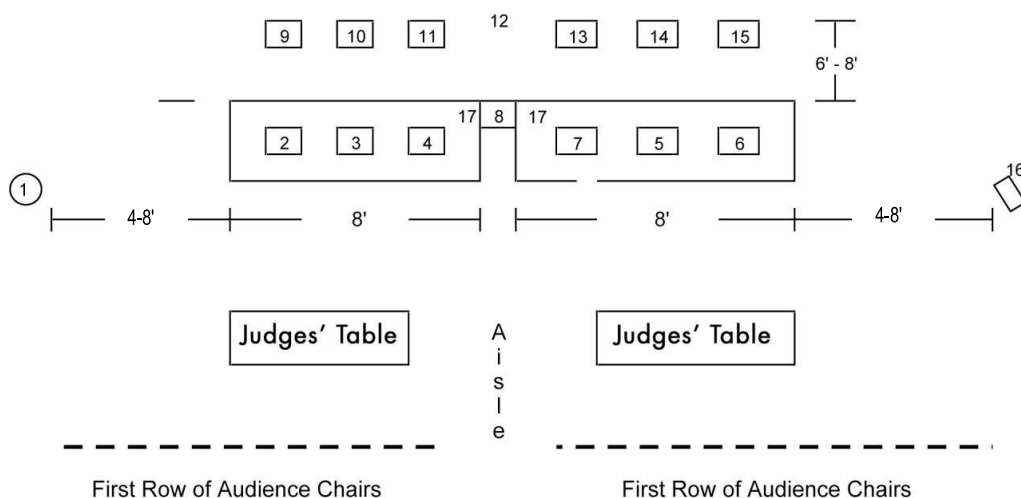 9 10 11 12 13 14 15
6' - 8'
17 8 17
2 3 4 7 5 6
1
16
4-8' 8' 8' 4-8'
Judges' Table Judges' Table
A
i
s
l
e
First Row of Audience Chairs First Row of Audience Chairs